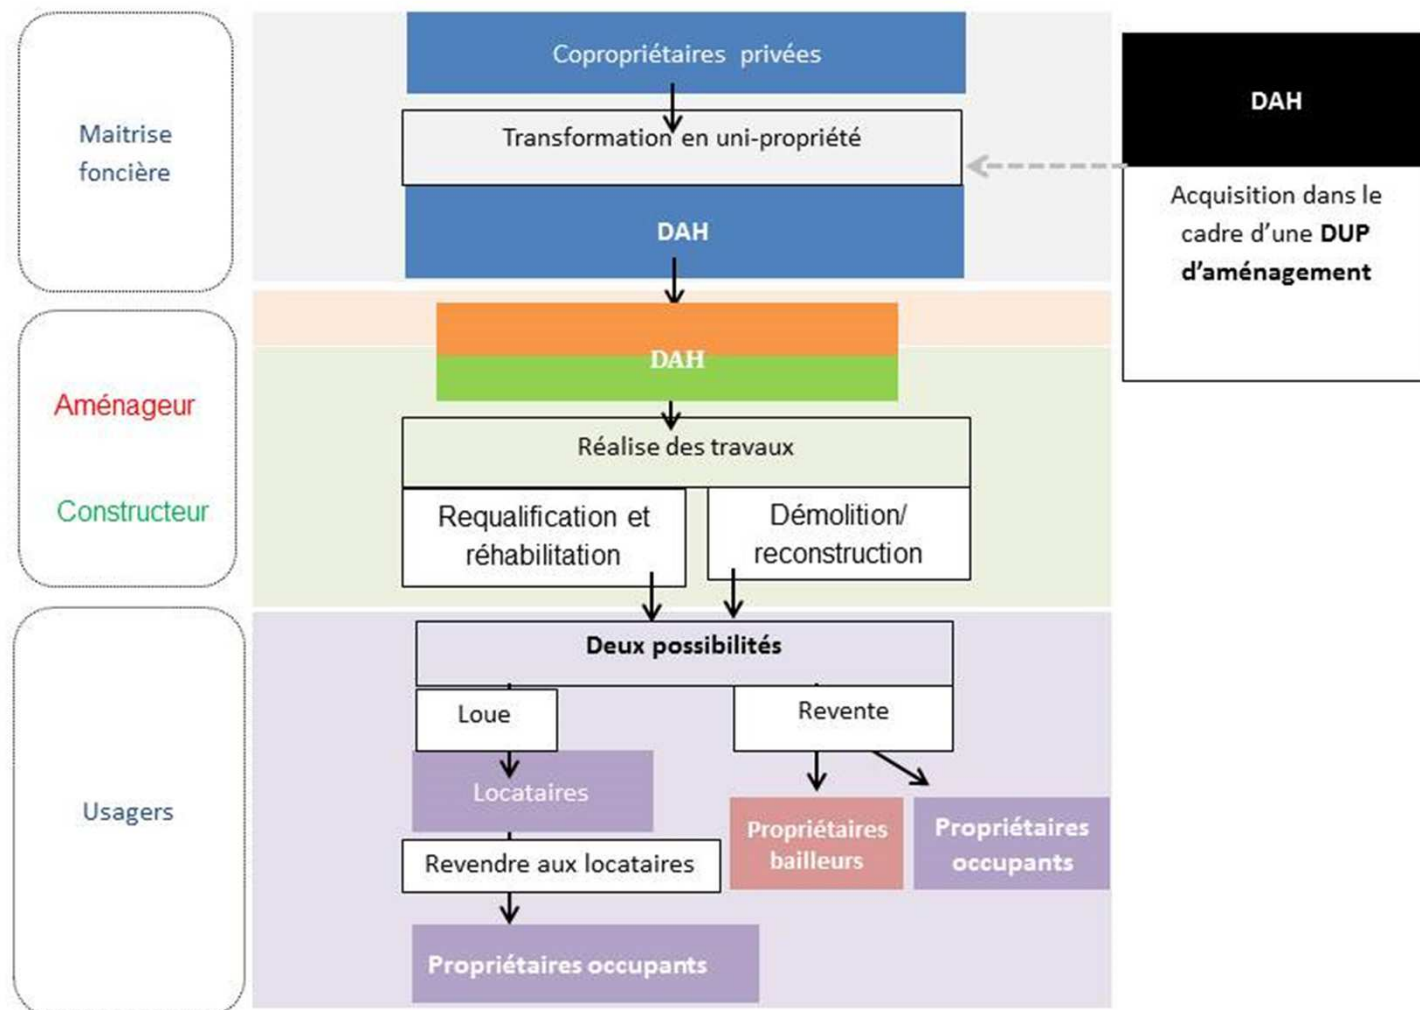 Copropriétaires privées
DAH
Maitrise
foncière
Transformation en uni-propriété
DAH
Acquisition dans le
cadre d’une DUP
d’aménagement
Aménageur
Constructeur
DAH
Réalise des travaux
Requalification et
réhabilitation
Démolition/
reconstruction
Usagers
Deux possibilités
Loue
Revente
Locataires
Propriétaires
bailleurs
Propriétaires
occupants
Revendre aux locataires
Propriétaires occupants